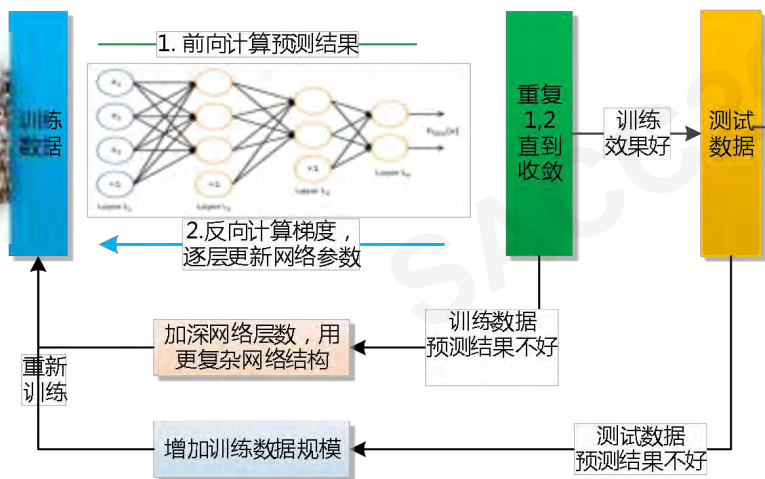 1. 前向计算预测结果
训练
数据
重复
1,2
直到
收敛
训练
效果好
测试
数据
+1
+1
+1
2.反向计算梯度，
逐层更新网络参数
训练数据
预测结果不好
加深网络层数，用
更复杂网络结构
重新
训练
增加训练数据规模
测试数据
预测结果不好